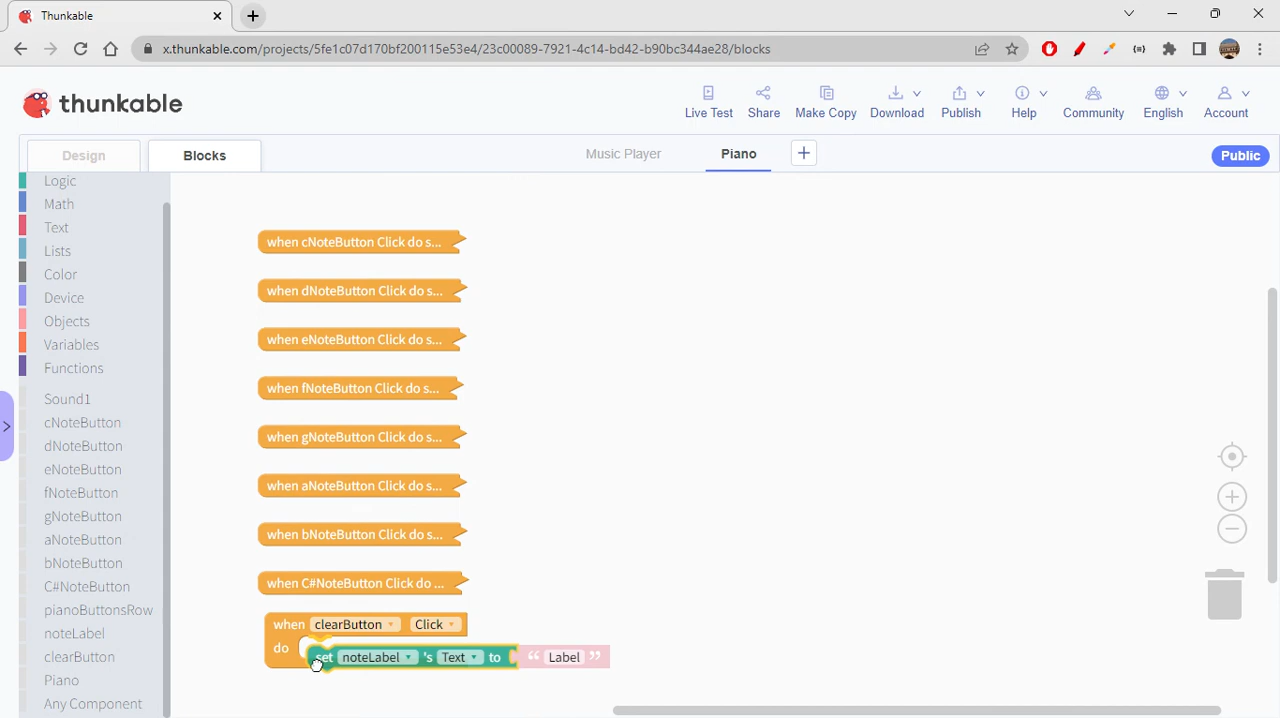 Thunkable
x.thunkable.com/projects/5fe1c07d170bf200115e53e4/23c00089-7921-4c14-bd42-b90bc344ae28/blocks
thunkable
Live Test
Share
Make Copy
Download
Publish
Help
Community
English
Account
Design
Blocks
Music Player
Piano
Public
Logic
Math
Text
Lists
Color
Device
Objects
Variables
Functions
Sound1
cNoteButton
dNoteButton
eNoteButton
fNoteButton
gNoteButton
aNoteButton
bNoteButton
C#NoteButton
pianoButtonsRow
noteLabel
clearButton
Piano
Any Component
when cNoteButton Click do s...
when dNoteButton Click do s...
when eNoteButton Click do s...
when fNoteButton Click do s...
when gNoteButton Click do s...
when aNoteButton Click do s...
when bNoteButton Click do s...
when C#NoteButton Click do ...
when clearButton Click
do
set noteLabel 's Text to “ Label ”